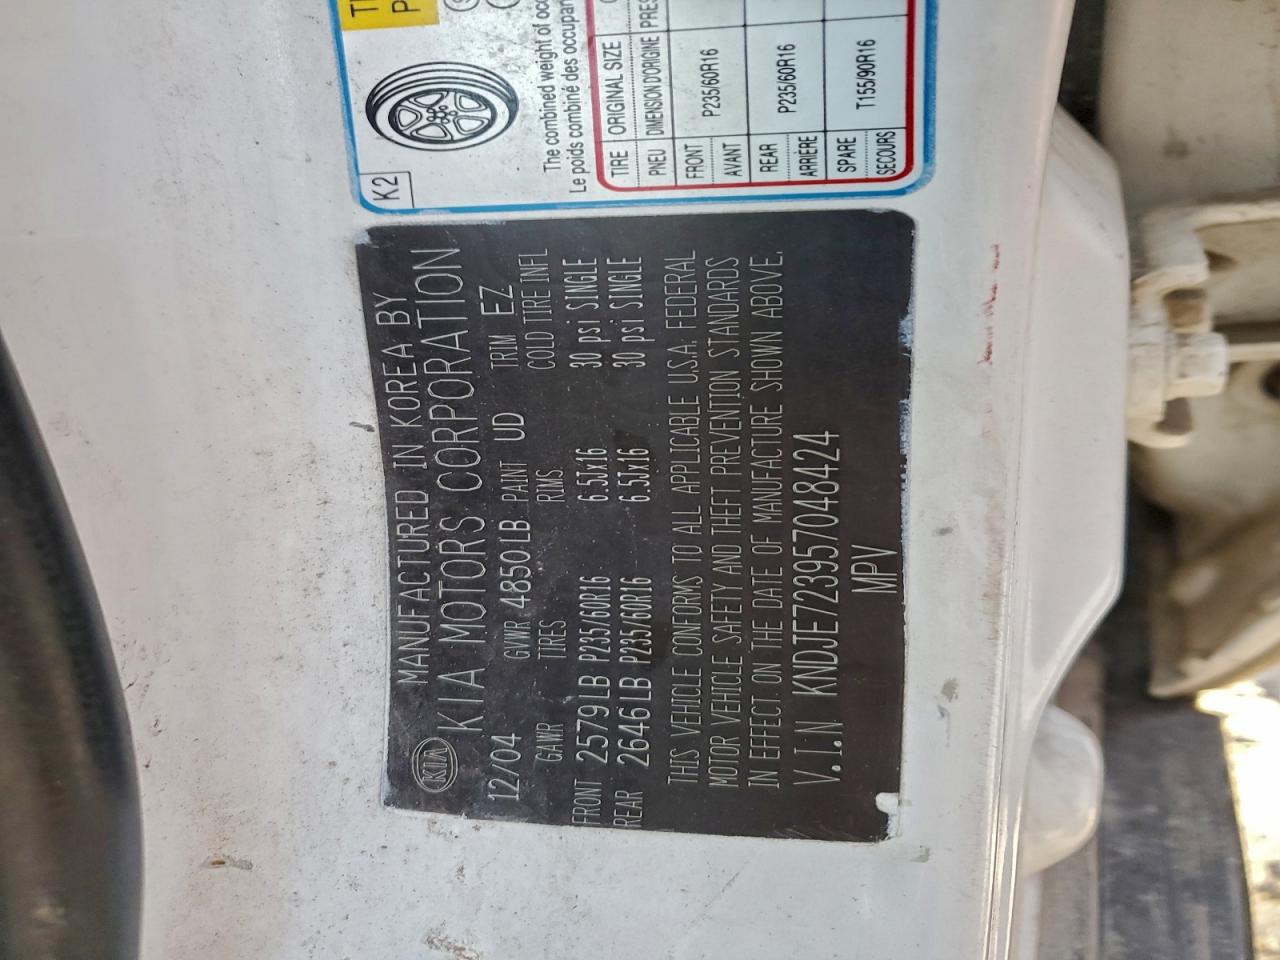 KIA
MANUFACTURED IN KOREA BY
KIA MOTORS CORPORATION
12/04 GVWR 4850LB PAINT UD TRIM EZ
GAWR TIRES RIMS COLD TIRE INFL
FRONT 2579LB P235/60R16 6.5Jx16 30 psi SINGLE
REAR 2646LB P235/60R16 6.5Jx16 30 psi SINGLE
THIS VEHICLE CONFORMS TO ALL APPLICABLE U.S.A. FEDERAL
MOTOR VEHICLE SAFETY AND THEFT PREVENTION STANDARDS
IN EFFECT ON THE DATE OF MANUFACTURE SHOWN ABOVE.
V.I.N KNDJE723957048424
MPV
K2
The combined weight of
Le poids combiné des
TIRE ORIGINAL SIZE
PNEU DIMENSION D'ORIGINE
FRONT P235/60R16
AVANT
REAR P235/60R16
ARRIÈRE
SPARE T155/90R16
SECOURS